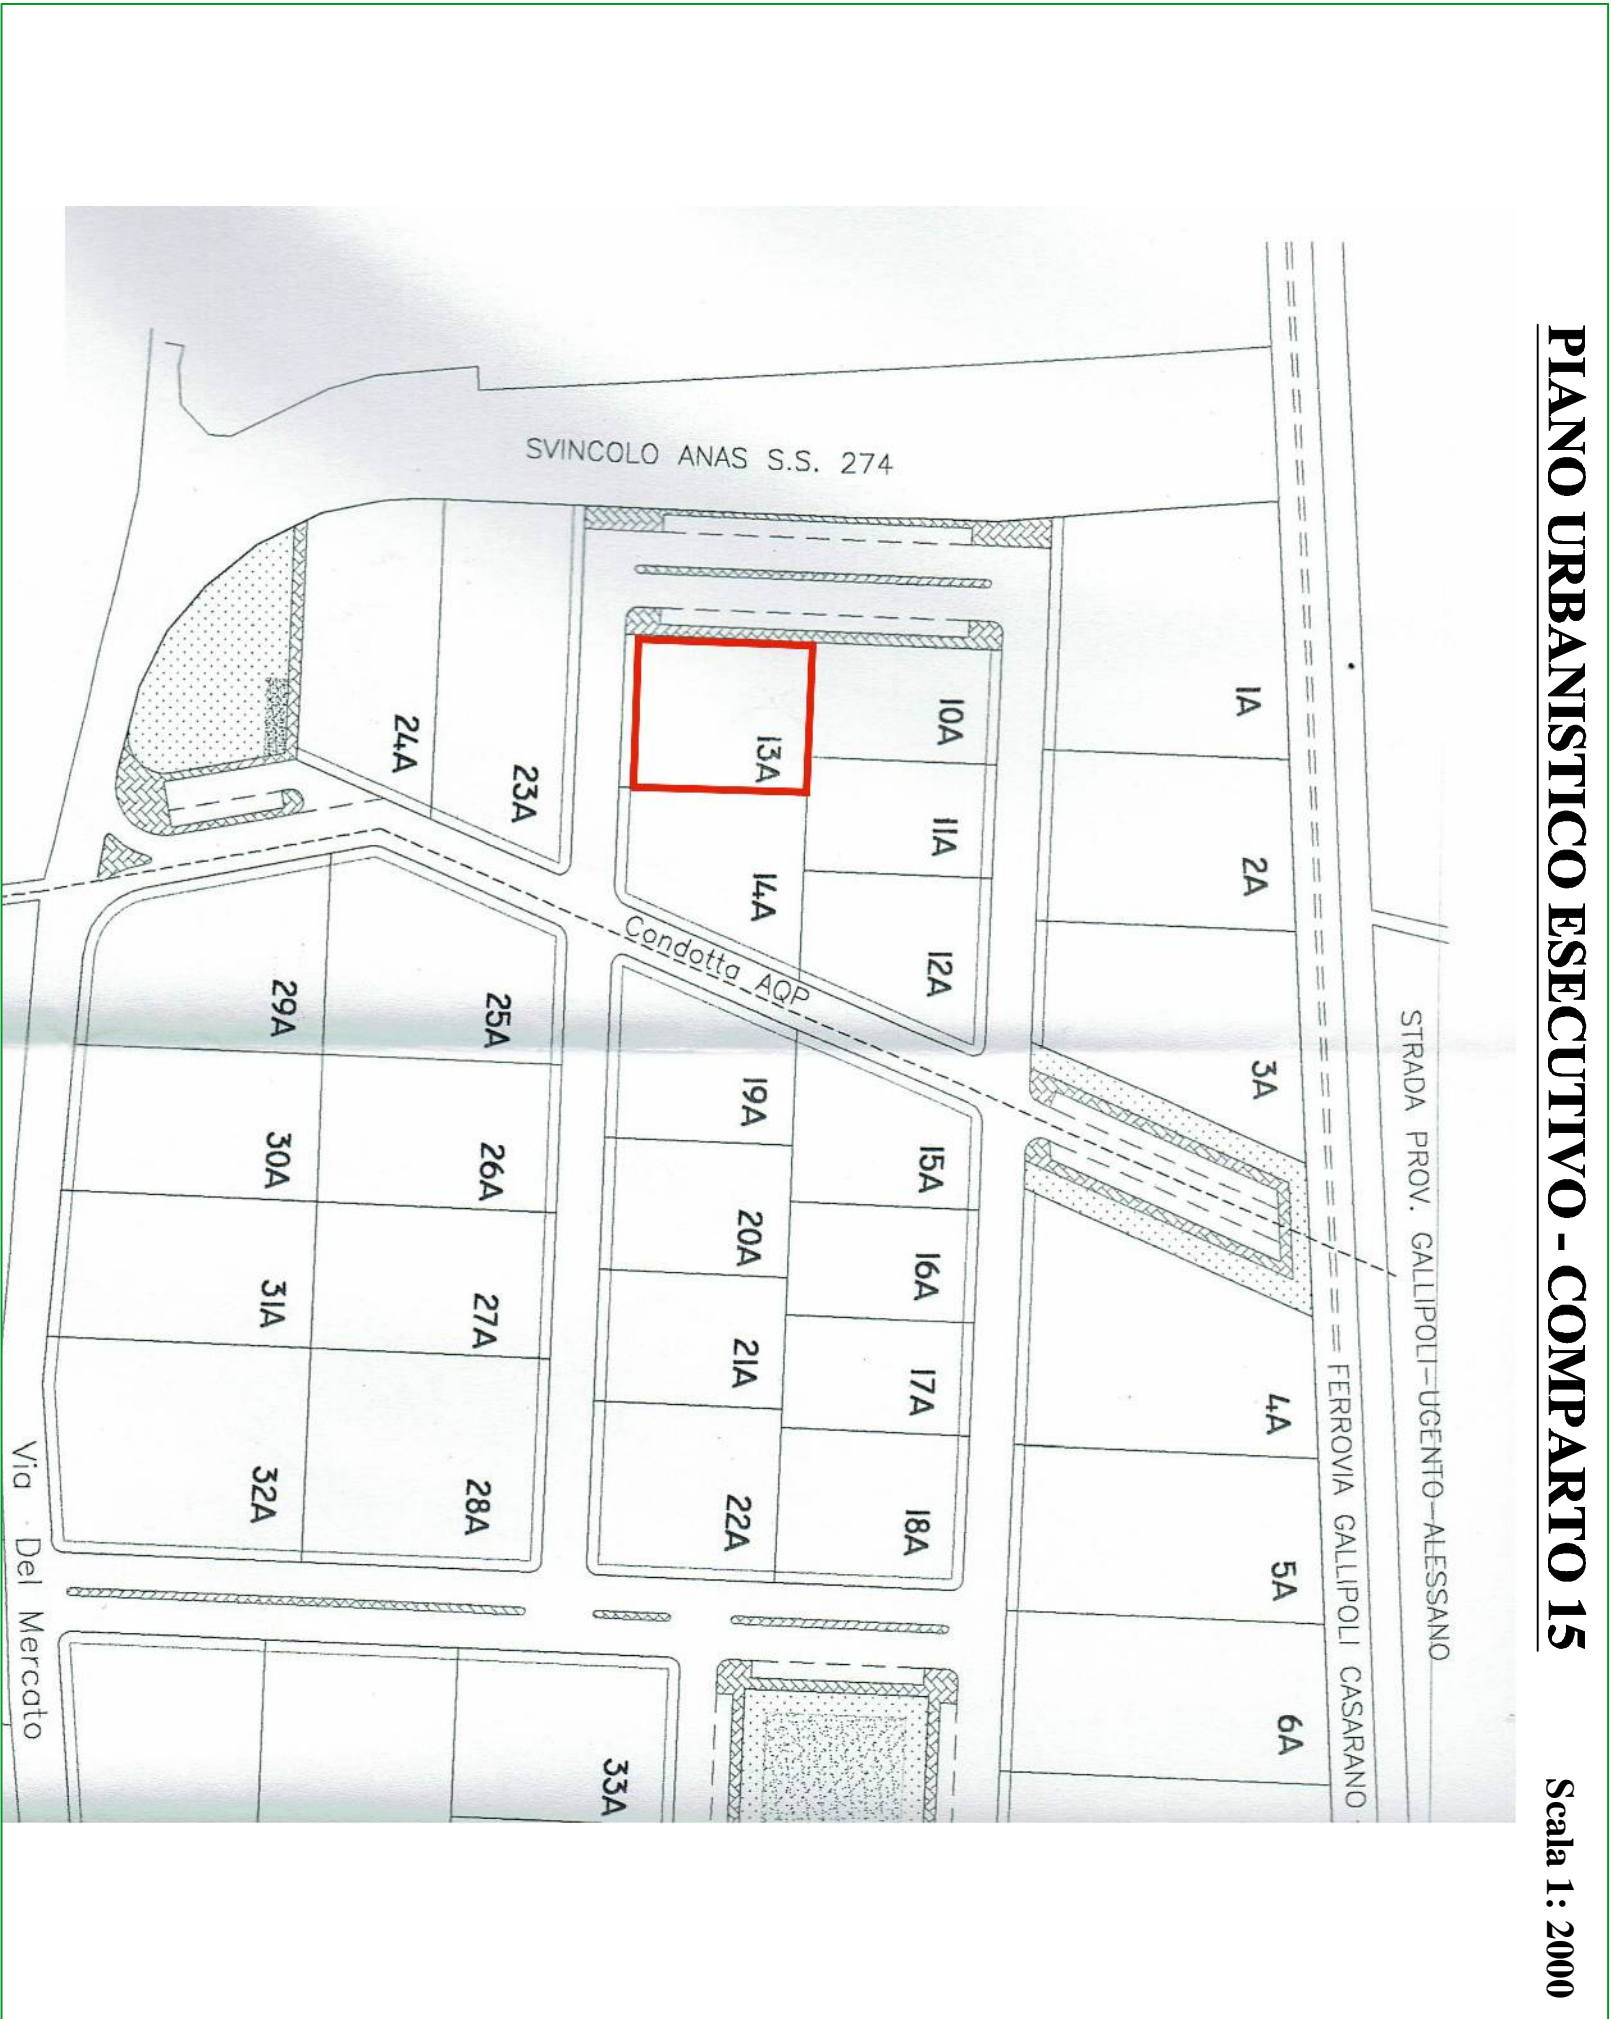 PIANO URBANISTICO ESECUTIVO - COMPARTO 15
Scala 1: 2000
STRADA PROV. GALLIPOLI-UGENTO-ALESSANO
FERROVIA GALLIPOLI CASARANO
SVINCOLO ANAS S.S. 274
1A
2A
3A
4A
5A
6A
10A
11A
12A
15A
16A
17A
18A
13A
14A
Condotta AQP
19A
20A
21A
22A
33A
23A
25A
26A
27A
28A
24A
29A
30A
31A
32A
Via Del Mercato